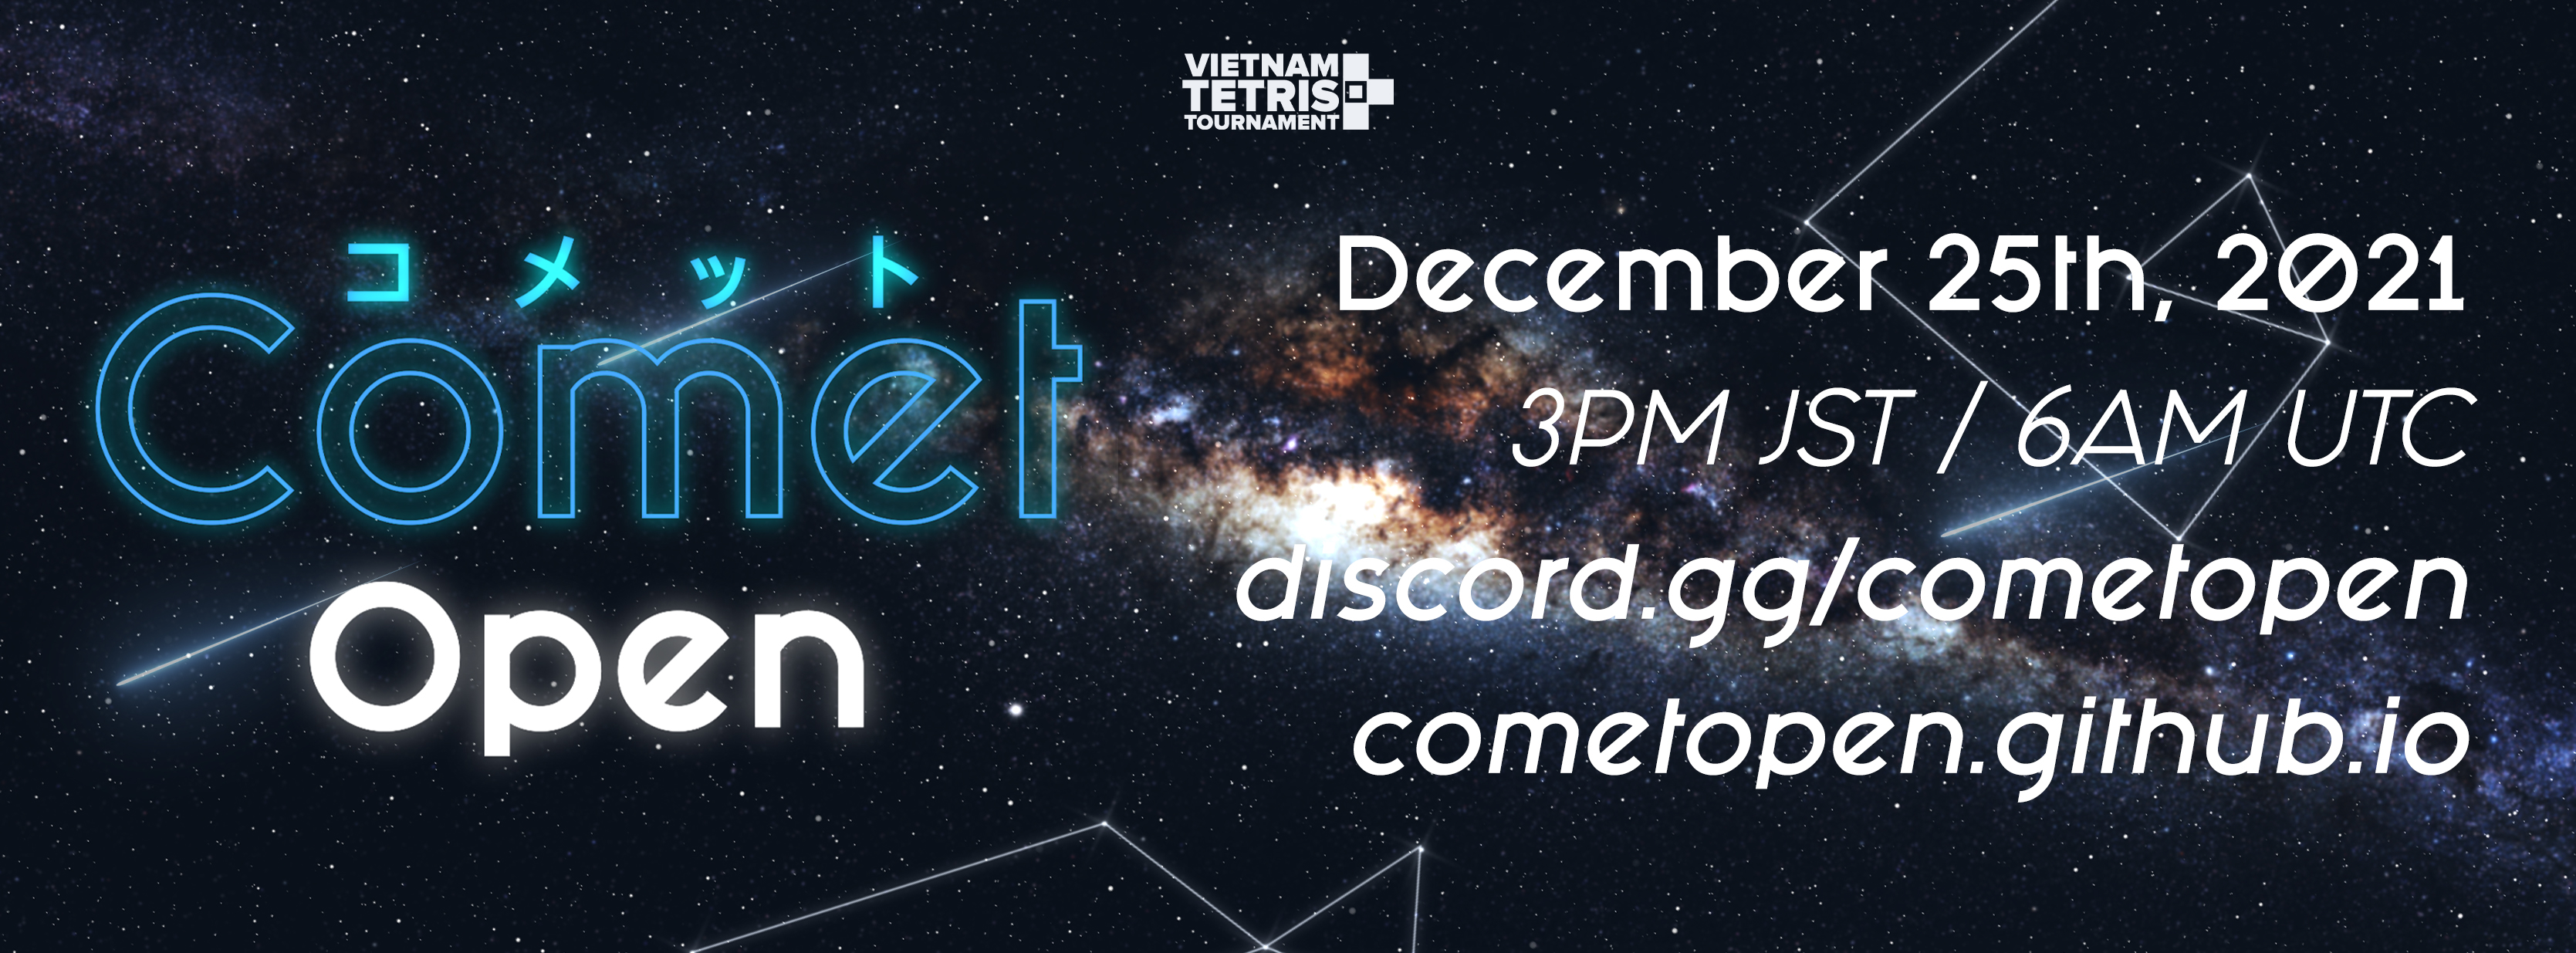 VIETNAM
TETRIS
TOURNAMENT
コメット
Comet
Open
December 25th, 2021
3PM JST / 6AM UTC
discord.gg/cometopen
cometopen.github.io